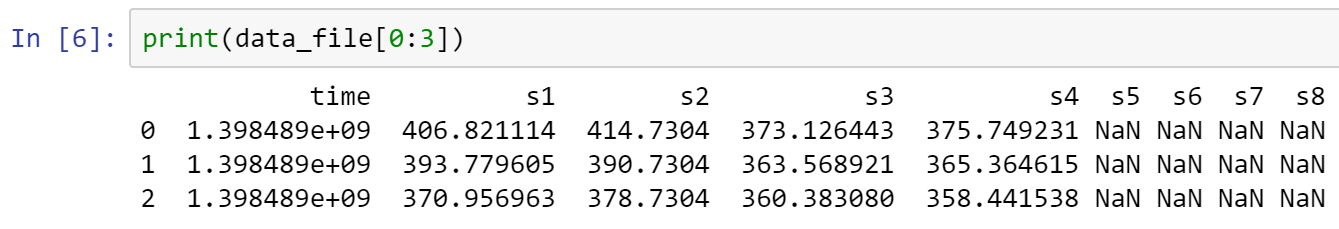 In [6]: print(data_file[0:3])
time s1 s2 s3 s4 s5 s6 s7 s8
0 1.398489e+09 406.821114 414.7304 373.126443 375.749231 NaN NaN NaN NaN
1 1.398489e+09 393.779605 390.7304 363.568921 365.364615 NaN NaN NaN NaN
2 1.398489e+09 370.956963 378.7304 360.383080 358.441538 NaN NaN NaN NaN